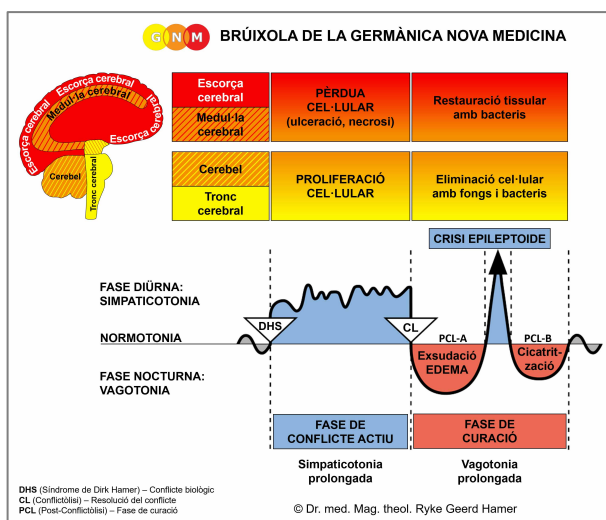 G N M
BRÚIXOLA DE LA GERMÀNICA NOVA MEDICINA
Escorça cerebral
Escorça cerebral
Medul·la cerebral
Escorça cerebral
Escorça cerebral
Cerebel
Tronc cerebral
Escorça
cerebral
Medul·la
cerebral
PÈRDUA
CEL·LULAR
(ulceració, necrosi)
Restauració tissular
amb bacteris
Cerebel
Tronc
cerebral
PROLIFERACIÓ
CEL·LULAR
Eliminació cel·lular
amb fongs i bacteris
CRISI EPILEPTOIDE
FASE DIÜRNA:
SIMPATICOTONIA
DHS
CL
NORMOTONIA
PCL-A
PCL-B
Exsudació
EDEMA
Cicatrit-
zació
FASE NOCTURNA:
VAGOTONIA
FASE DE
CONFLICTE ACTIU
FASE DE
CURACIÓ
Simpaticotonia
prolongada
Vagotonia
prolongada
DHS (Síndrome de Dirk Hamer) – Conflicte biològic
CL (Conflictòlisi) – Resolució del conflicte
PCL (Post-Conflictòlisi) – Fase de curació
© Dr. med. Mag. theol. Ryke Geerd Hamer